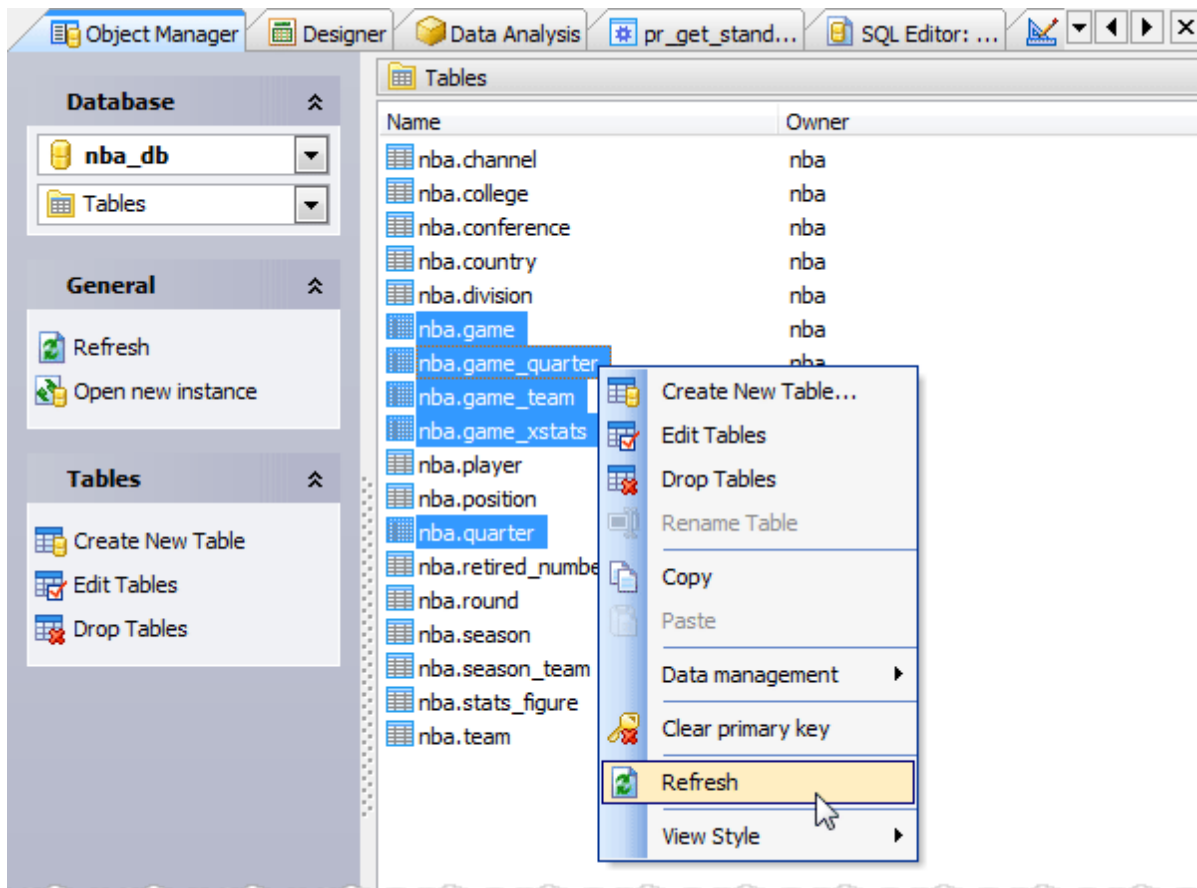 Object Manager Designer Data Analysis pr_get_stand... SQL Editor: ...
Database
nba_db
Tables
General
Refresh
Open new instance
Tables
Create New Table
Edit Tables
Drop Tables
Tables
Name Owner
nba.channel nba
nba.college nba
nba.conference nba
nba.country nba
nba.division nba
nba.game nba
nba.game_quarter nba
nba.game_team
nba.game_xstats
nba.player
nba.position
nba.quarter
nba.retired_numbe
nba.round
nba.season
nba.season_team
nba.stats_figure
nba.team
Create New Table...
Edit Tables
Drop Tables
Rename Table
Copy
Paste
Data management
Clear primary key
Refresh
View Style